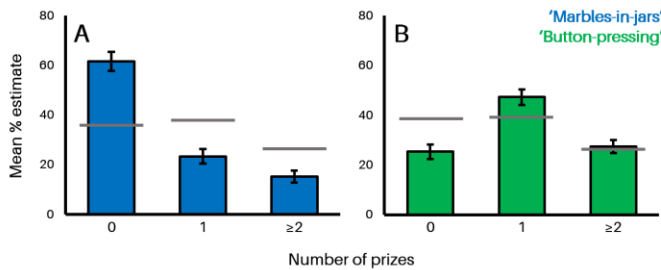 'Marbles-in-jars'
'Button-pressing'
A
B
Mean % estimate
80
60
40
20
0
0 1 ≥2
80
60
40
20
0
0 1 ≥2
Number of prizes